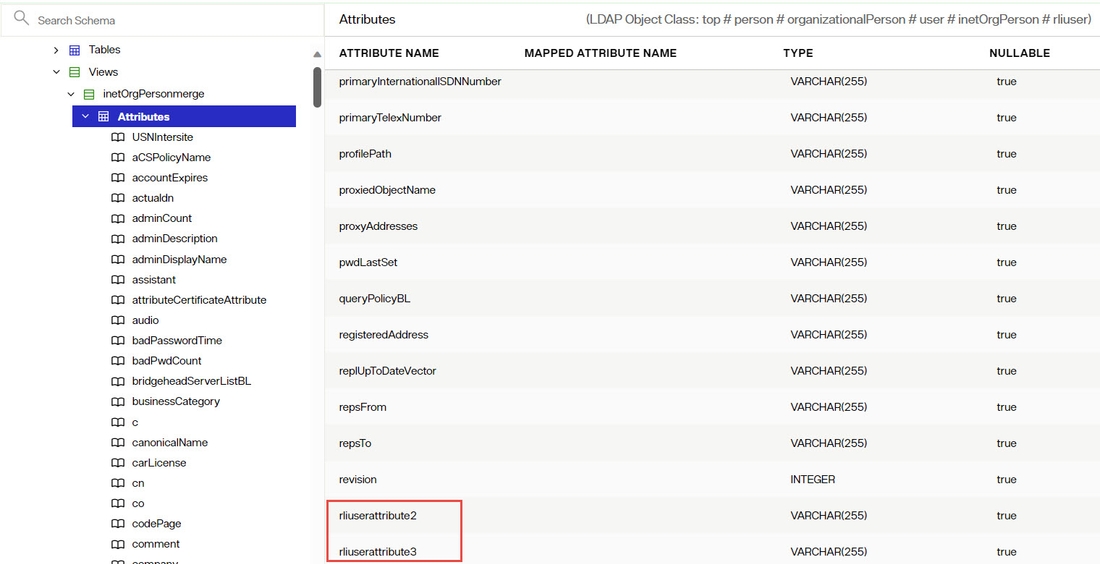 Search Schema
Tables
Views
inetOrgPersonmerge
Attributes
USNIntersite
aCSPolicyName
accountExpires
actualdn
adminCount
adminDescription
adminDisplayName
assistant
attributeCertificateAttribute
audio
badPasswordTime
badPwdCount
bridgeheadServerListBL
businessCategory
c
canonicalName
carLicense
cn
co
codePage
comment
company
Attributes (LDAP Object Class: top # person # organizationalPerson # user # inetOrgPerson # rliuser)
ATTRIBUTE NAME MAPPED ATTRIBUTE NAME TYPE NULLABLE
primaryInternationalISDNNumber VARCHAR(255) true
primaryTelexNumber VARCHAR(255) true
profilePath VARCHAR(255) true
proxiedObjectName VARCHAR(255) true
proxyAddresses VARCHAR(255) true
pwdLastSet VARCHAR(255) true
queryPolicyBL VARCHAR(255) true
registeredAddress VARCHAR(255) true
replUpToDateVector VARCHAR(255) true
repsFrom VARCHAR(255) true
repsTo VARCHAR(255) true
revision INTEGER true
rliuserattribute2 VARCHAR(255) true
rliuserattribute3 VARCHAR(255) true